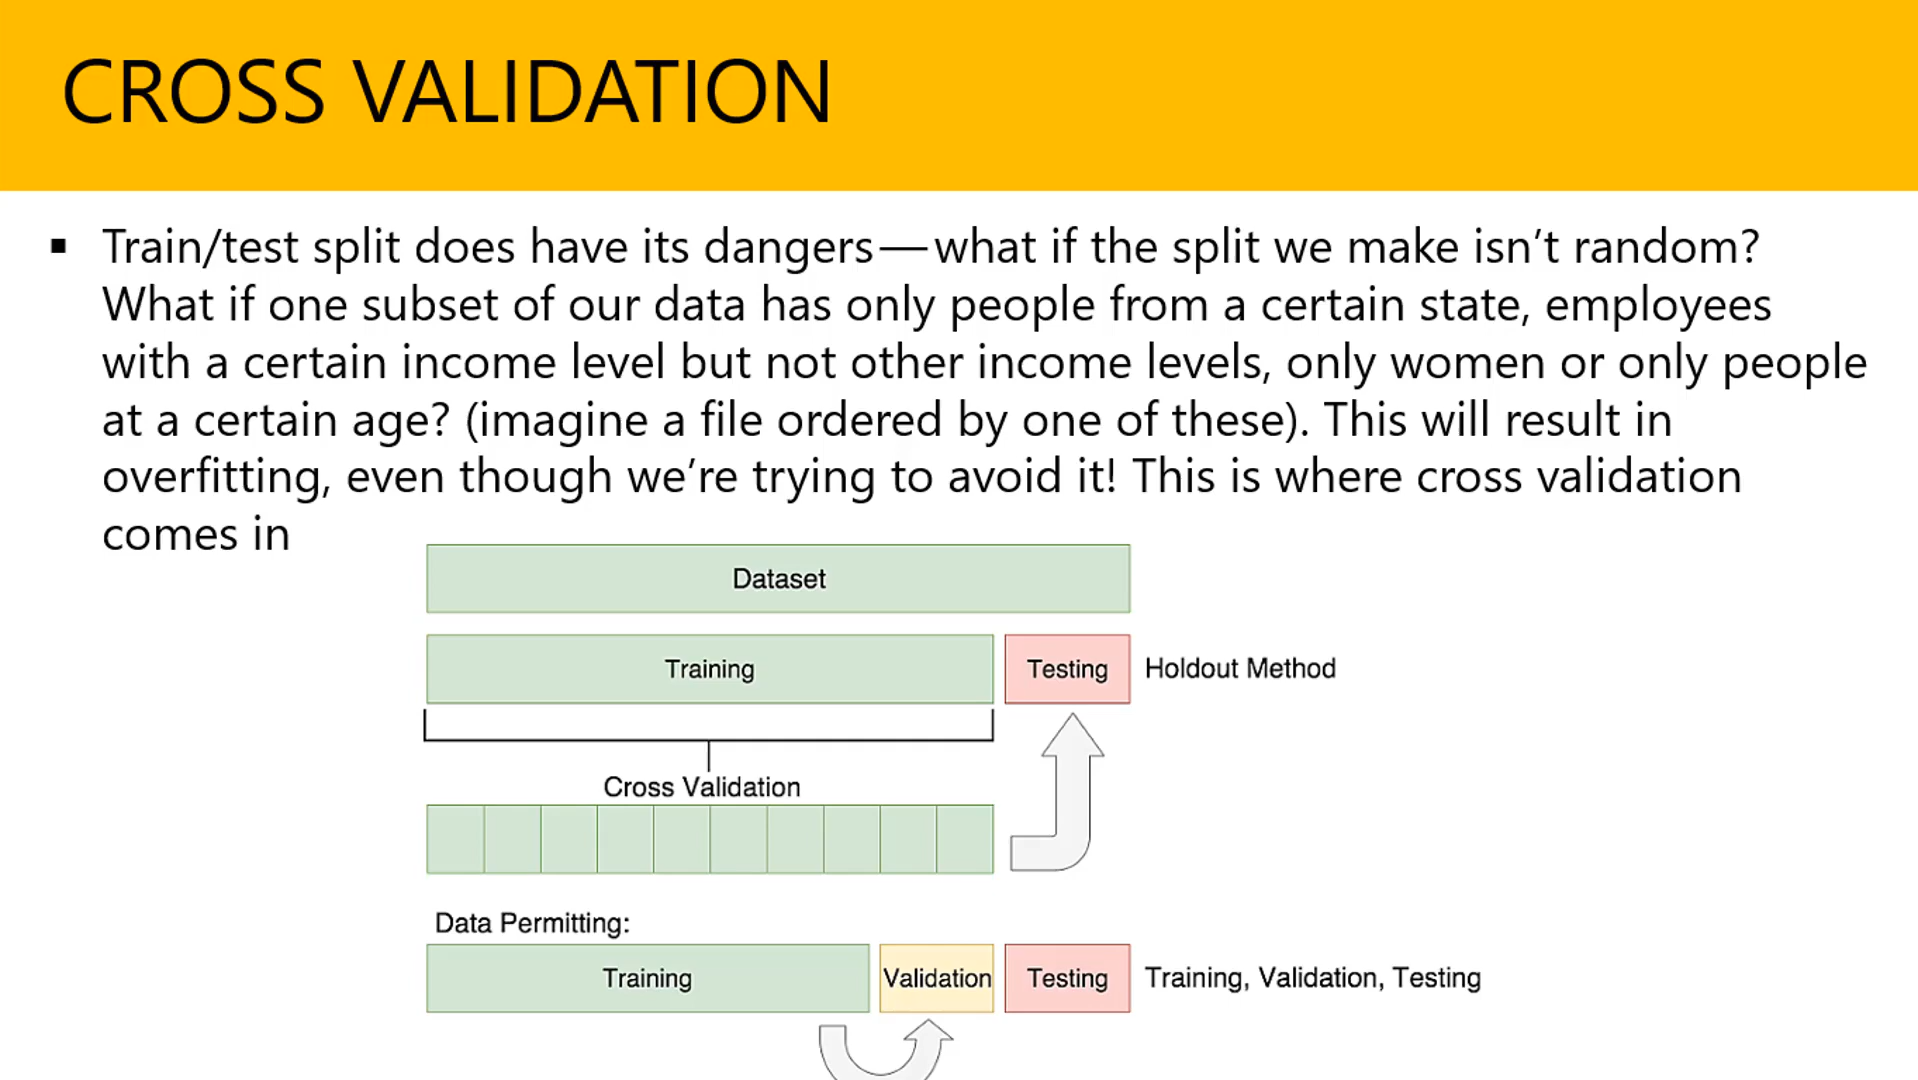 CROSS VALIDATION
▪ Train/test split does have its dangers — what if the split we make isn’t random?
What if one subset of our data has only people from a certain state, employees
with a certain income level but not other income levels, only women or only people
at a certain age? (imagine a file ordered by one of these). This will result in
overfitting, even though we’re trying to avoid it! This is where cross validation
comes in
Dataset
Training Testing Holdout Method
Cross Validation
Data Permitting:
Training Validation Testing Training, Validation, Testing